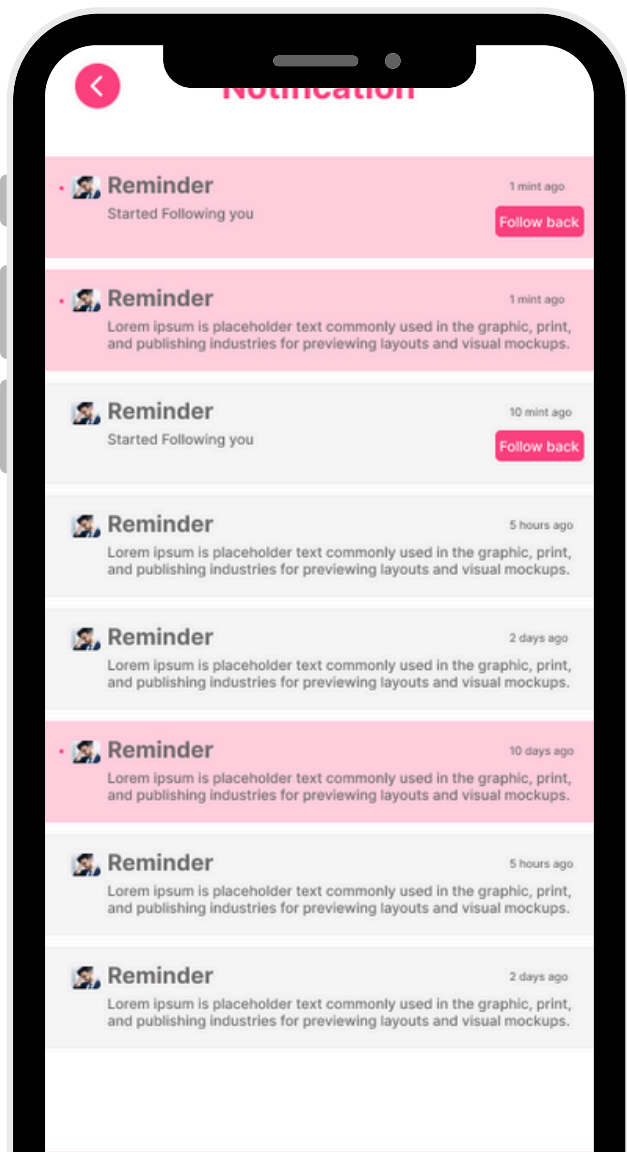 Notification
Reminder
1 mint ago
Started Following you
Follow back
Reminder
1 mint ago
Lorem ipsum is placeholder text commonly used in the graphic, print,
and publishing industries for previewing layouts and visual mockups.
Reminder
10 mint ago
Started Following you
Follow back
Reminder
5 hours ago
Lorem ipsum is placeholder text commonly used in the graphic, print,
and publishing industries for previewing layouts and visual mockups.
Reminder
2 days ago
Lorem ipsum is placeholder text commonly used in the graphic, print,
and publishing industries for previewing layouts and visual mockups.
Reminder
10 days ago
Lorem ipsum is placeholder text commonly used in the graphic, print,
and publishing industries for previewing layouts and visual mockups.
Reminder
5 hours ago
Lorem ipsum is placeholder text commonly used in the graphic, print,
and publishing industries for previewing layouts and visual mockups.
Reminder
2 days ago
Lorem ipsum is placeholder text commonly used in the graphic, print,
and publishing industries for previewing layouts and visual mockups.